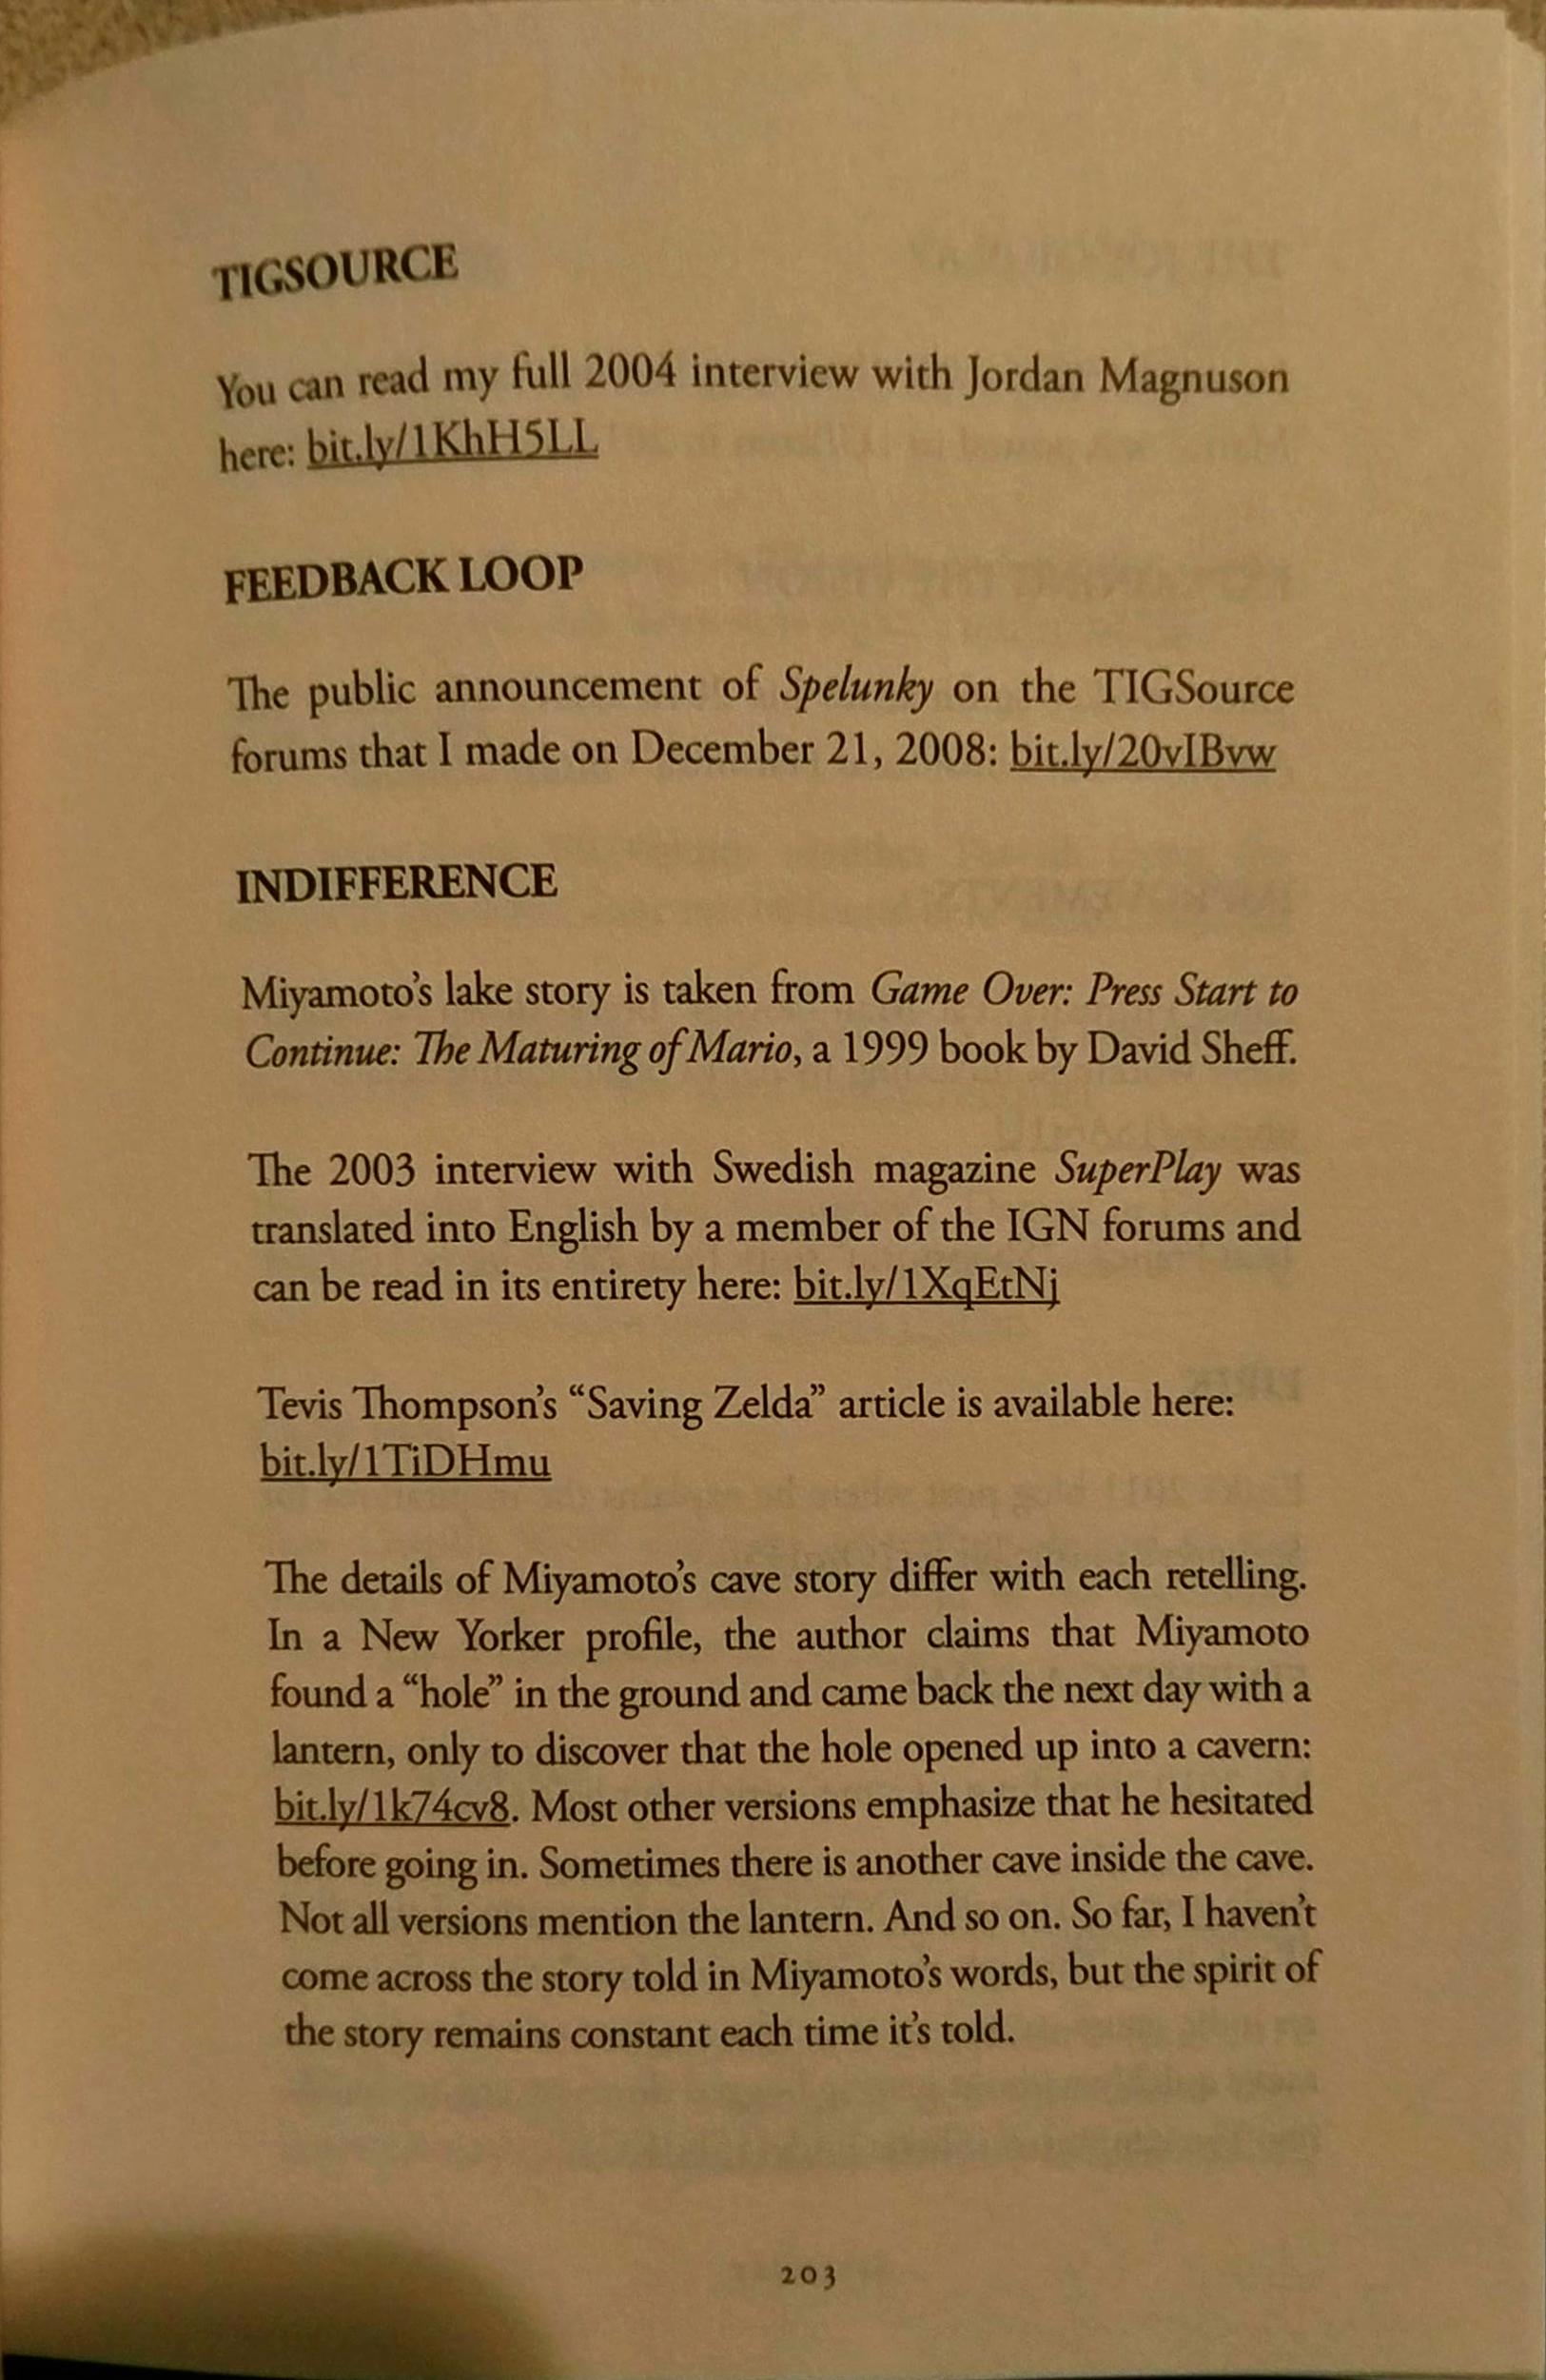 TIGSOURCE
You can read my full 2004 interview with Jordan Magnuson
here: bit.ly/1KhH5LL
FEEDBACK LOOP
The public announcement of Spelunky on the TIGSource
forums that I made on December 21, 2008: bit.ly/20vIBvw
INDIFFERENCE
Miyamoto’s lake story is taken from Game Over: Press Start to
Continue: The Maturing of Mario, a 1999 book by David Sheff.
The 2003 interview with Swedish magazine SuperPlay was
translated into English by a member of the IGN forums and
can be read in its entirety here: bit.ly/1XqEtNj
Tevis Thompson’s “Saving Zelda” article is available here:
bit.ly/1TiDHmu
The details of Miyamoto’s cave story differ with each retelling.
In a New Yorker profile, the author claims that Miyamoto
found a “hole” in the ground and came back the next day with a
lantern, only to discover that the hole opened up into a cavern:
bit.ly/1k74cv8. Most other versions emphasize that he hesitated
before going in. Sometimes there is another cave inside the cave.
Not all versions mention the lantern. And so on. So far, I haven’t
come across the story told in Miyamoto’s words, but the spirit of
the story remains constant each time it’s told.
203